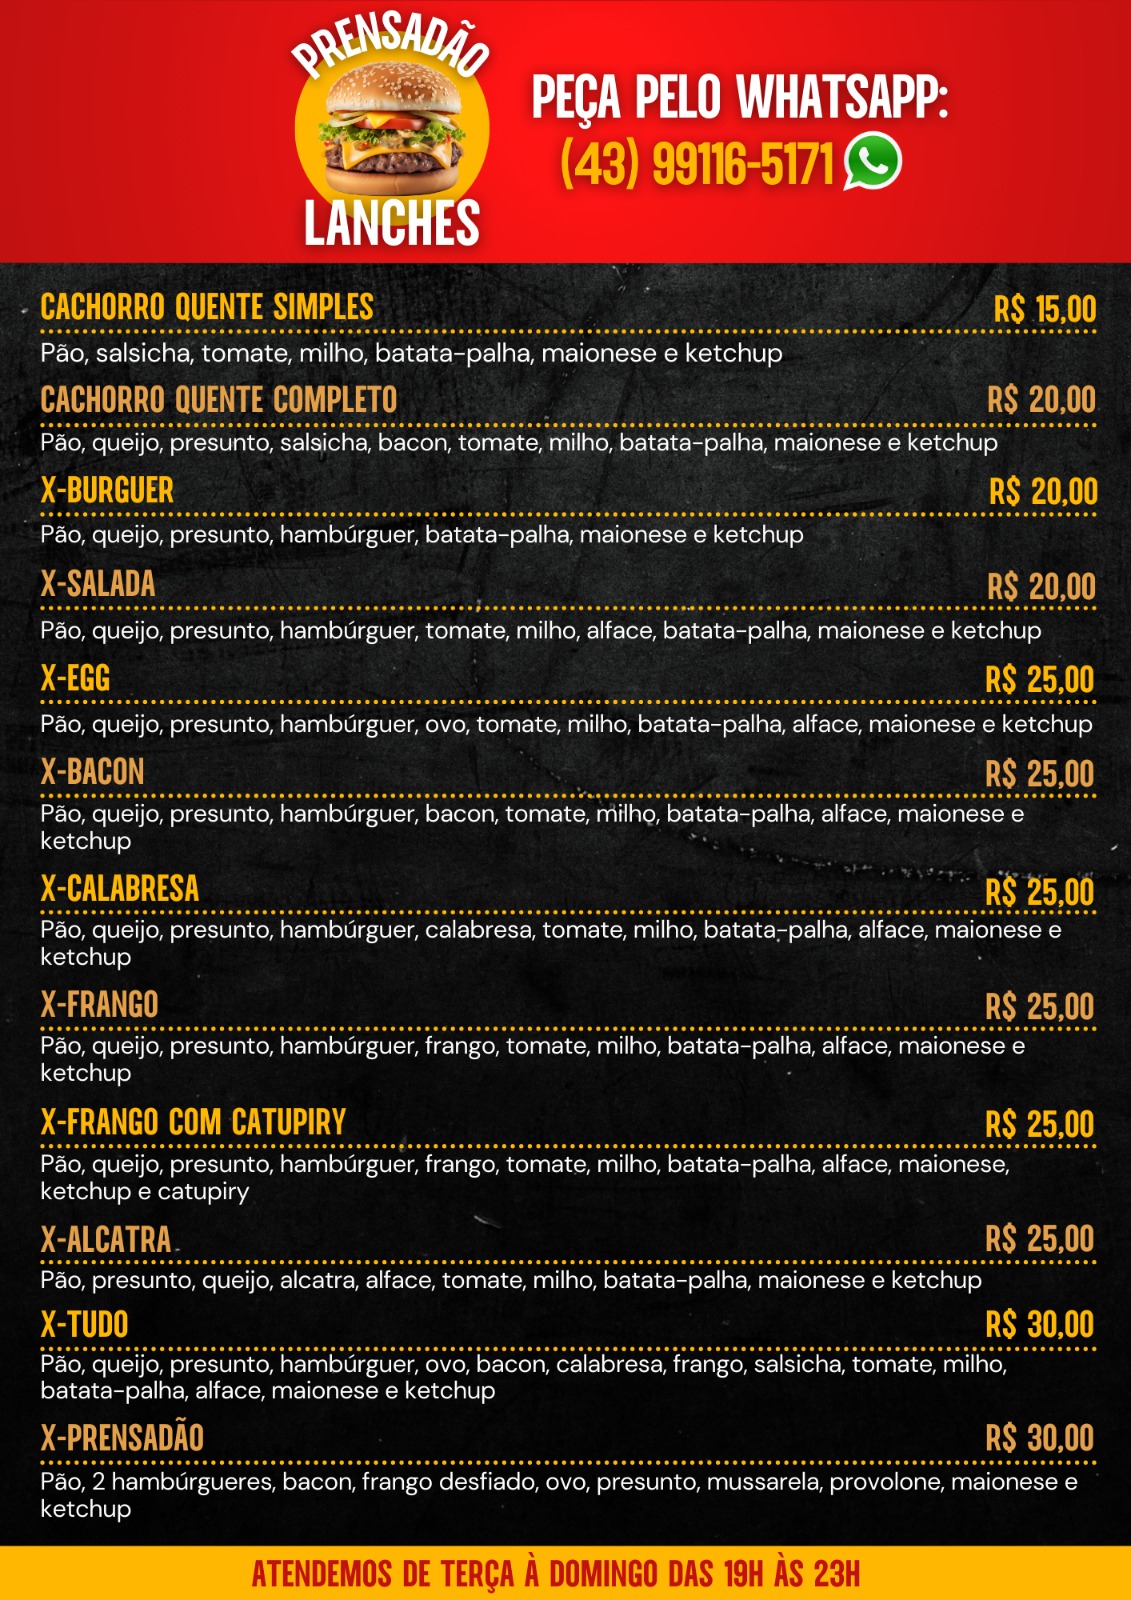 PRENSADÃO
LANCHES
PEÇA PELO WHATSAPP:
(43) 99116-5171
CACHORRO QUENTE SIMPLES R$ 15,00
Pão, salsicha, tomate, milho, batata-palha, maionese e ketchup
CACHORRO QUENTE COMPLETO R$ 20,00
Pão, queijo, presunto, salsicha, bacon, tomate, milho, batata-palha, maionese e ketchup
X-BURGUER R$ 20,00
Pão, queijo, presunto, hambúrguer, batata-palha, maionese e ketchup
X-SALADA R$ 20,00
Pão, queijo, presunto, hambúrguer, tomate, milho, alface, batata-palha, maionese e ketchup
X-EGG R$ 25,00
Pão, queijo, presunto, hambúrguer, ovo, tomate, milho, batata-palha, alface, maionese e ketchup
X-BACON R$ 25,00
Pão, queijo, presunto, hambúrguer, bacon, tomate, milho, batata-palha, alface, maionese e
ketchup
X-CALABRESA R$ 25,00
Pão, queijo, presunto, hambúrguer, calabresa, tomate, milho, batata-palha, alface, maionese e
ketchup
X-FRANGO R$ 25,00
Pão, queijo, presunto, hambúrguer, frango, tomate, milho, batata-palha, alface, maionese e
ketchup
X-FRANGO COM CATUPIRY R$ 25,00
Pão, queijo, presunto, hambúrguer, frango, tomate, milho, batata-palha, alface, maionese,
ketchup e catupiry
X-ALCATRA R$ 25,00
Pão, presunto, queijo, alcatra, alface, tomate, milho, batata-palha, maionese e ketchup
X-TUDO R$ 30,00
Pão, queijo, presunto, hambúrguer, ovo, bacon, calabresa, frango, salsicha, tomate, milho,
batata-palha, alface, maionese e ketchup
X-PRENSADÃO R$ 30,00
Pão, 2 hambúrgueres, bacon, frango desfiado, ovo, presunto, mussarela, provolone, maionese e
ketchup
ATENDEMOS DE TERÇA À DOMINGO DAS 19H ÀS 23H